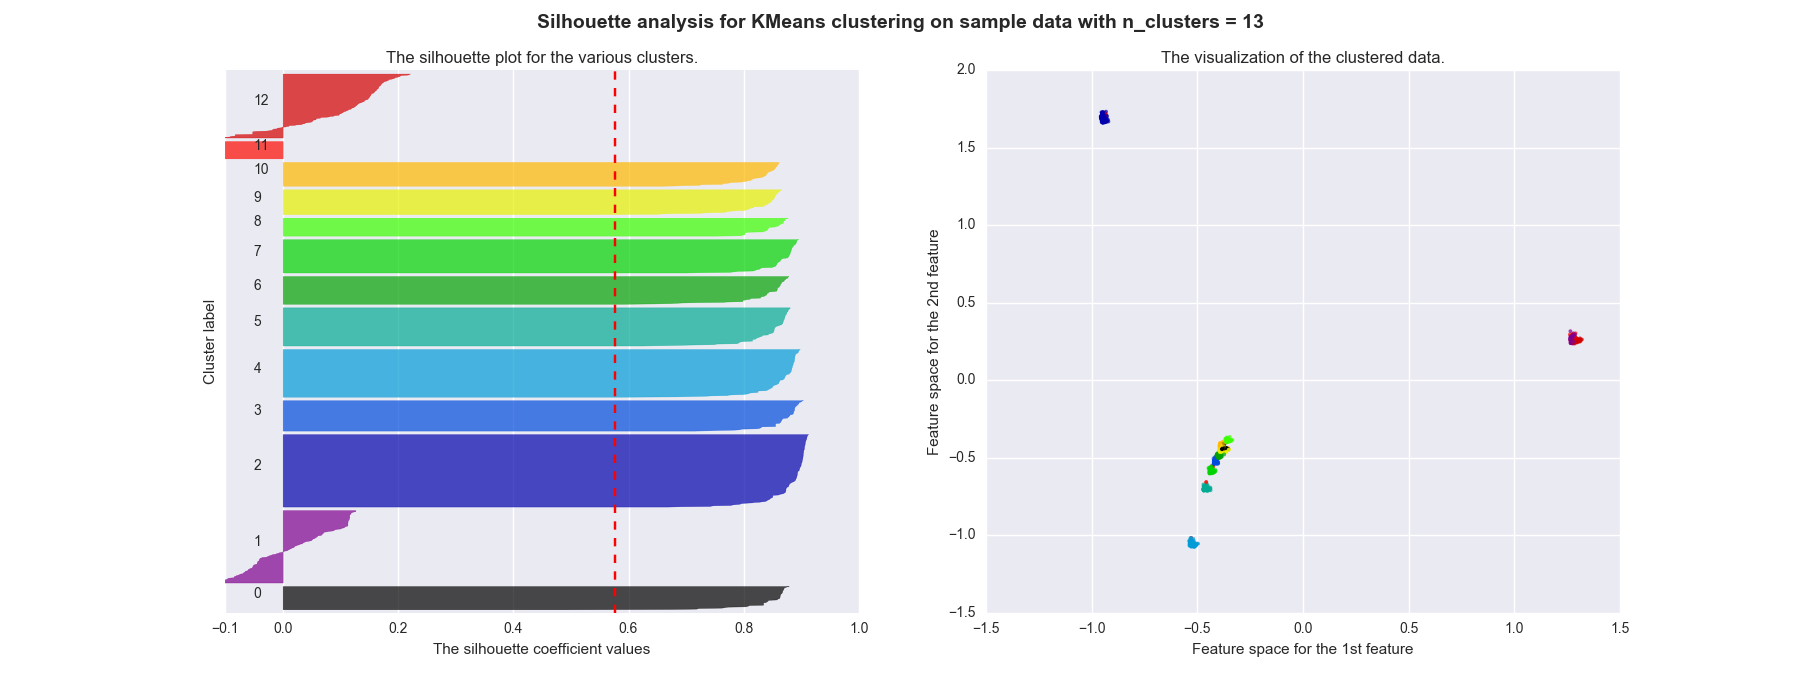 Silhouette analysis for KMeans clustering on sample data with n_clusters = 13
The silhouette plot for the various clusters.
12
11
10
9
8
7
6
5
4
3
2
1
0
Cluster label
−0.1 0.0 0.2 0.4 0.6 0.8 1.0
The silhouette coefficient values
The visualization of the clustered data.
2.0
1.5
1.0
0.5
0.0
−0.5
−1.0
−1.5
Feature space for the 2nd feature
−1.5 −1.0 −0.5 0.0 0.5 1.0 1.5
Feature space for the 1st feature